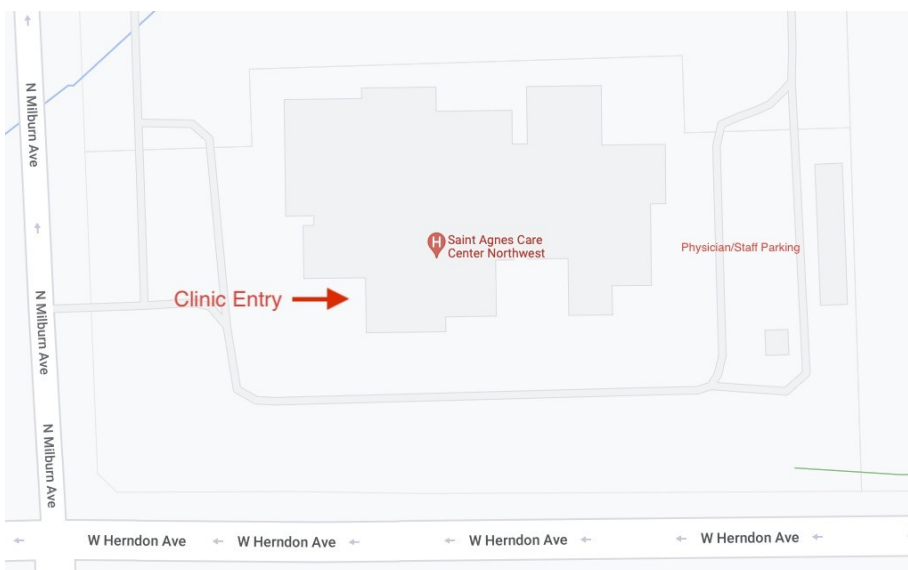 N Milburn Ave
H
Saint Agnes Care
Center Northwest
Physician/Staff Parking
Clinic Entry
N Milburn Ave
N Milburn Ave
W Herndon Ave
W Herndon Ave
W Herndon Ave
W Herndon Ave